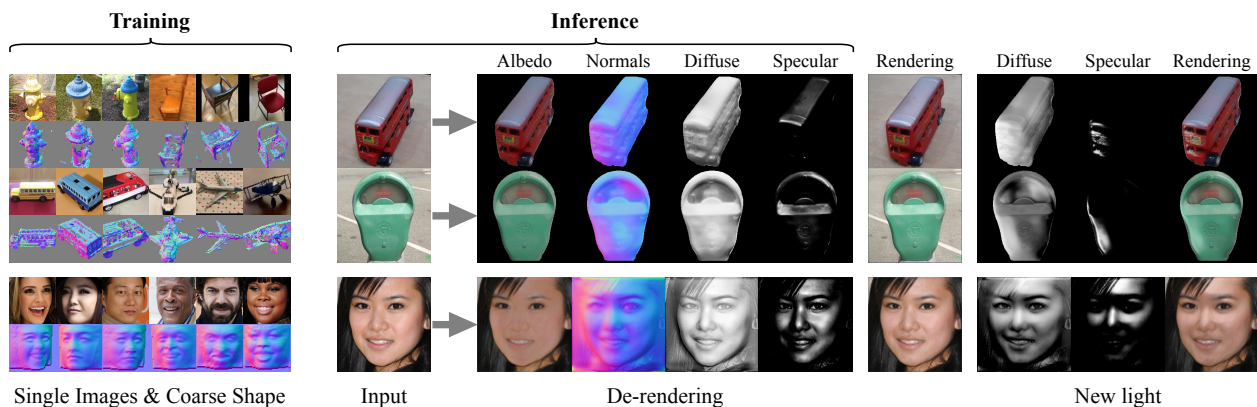 Training
Inference
Albedo Normals Diffuse Specular Rendering Diffuse Specular Rendering
Single Images & Coarse Shape Input De-rendering New light